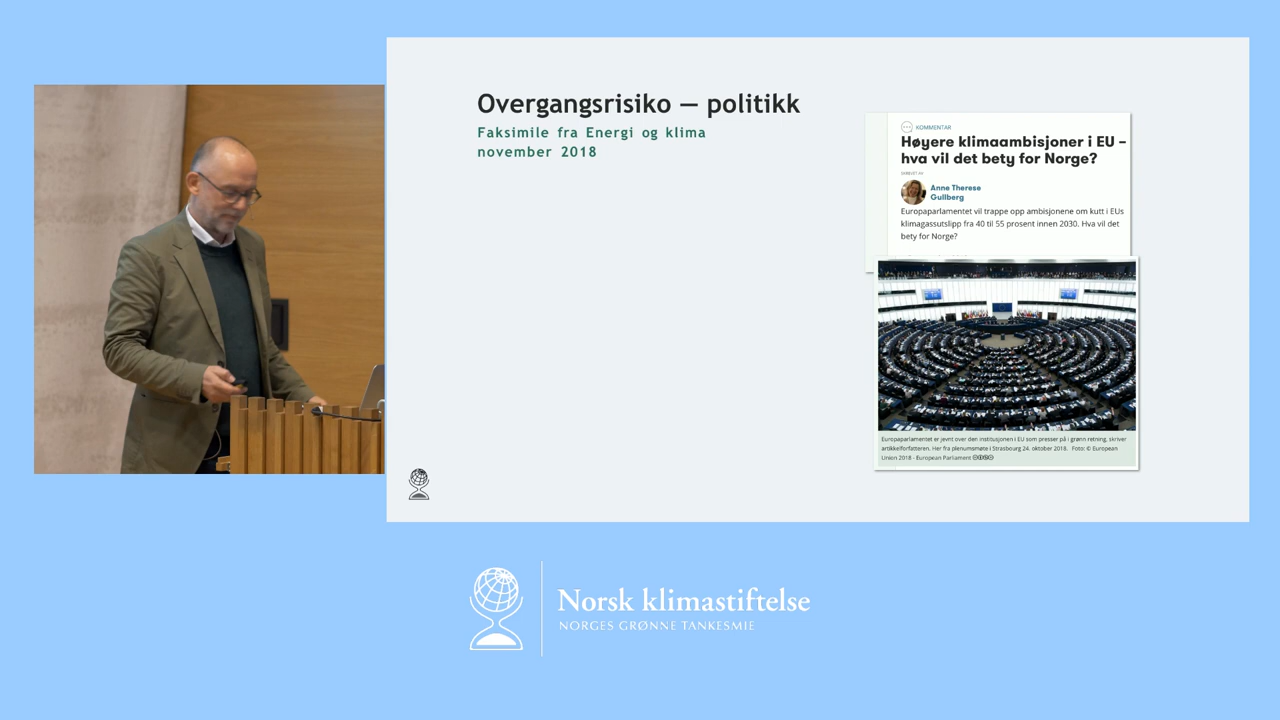 Overgangsrisiko — politikk
Faksimile fra Energi og klima
november 2018
KOMMENTAR
Høyere klimaambisjoner i EU –
hva vil det bety for Norge?
SKREVET AV
Anne Therese
Gullberg
Europaparlamentet vil trappe opp ambisjonene om kutt i EUs
klimagassutslipp fra 40 til 55 prosent innen 2030. Hva vil det
bety for Norge?
Europaparlamentet er jevnt over den institusjonen i EU som presser på i grønn retning, skriver
artikkelforfatteren. Her fra plenumsmøte i Strasbourg 24. oktober 2018. Foto: © European
Union 2018 - European Parliament
Norsk klimastiftelse
NORGES GRØNNE TANKESMIE